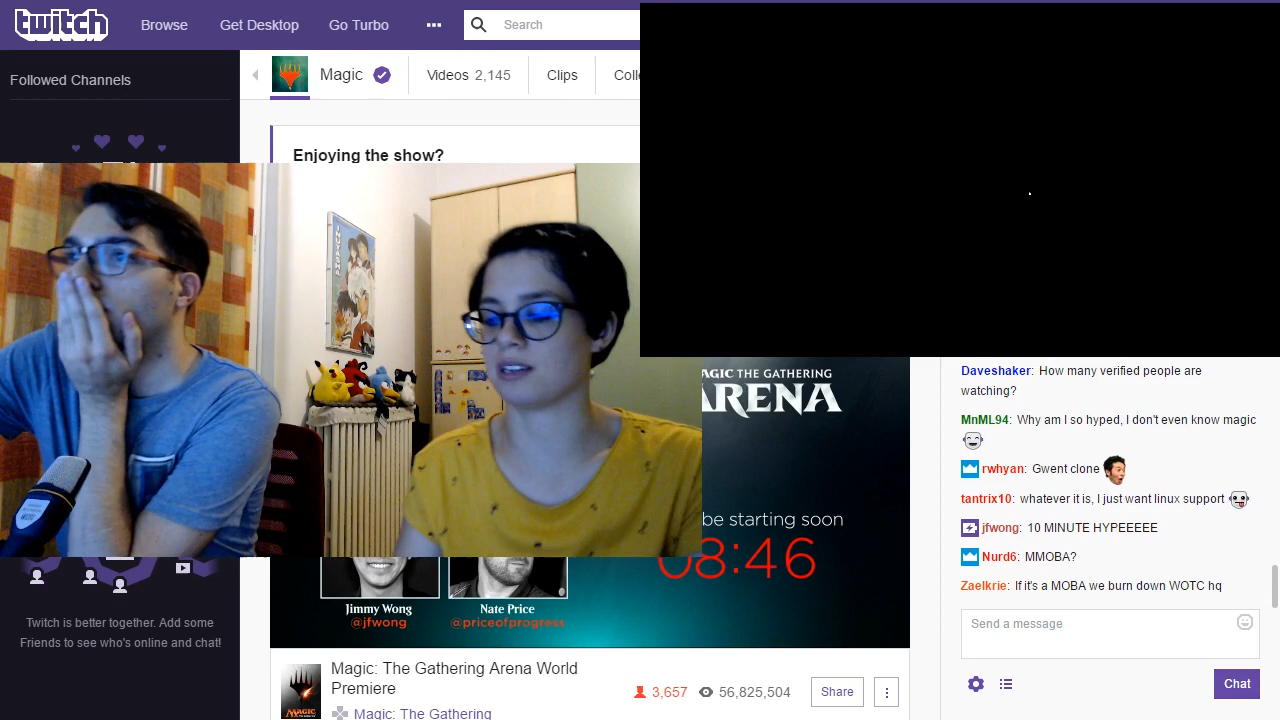 twitch
Browse
Get Desktop
Go Turbo
Search
Followed Channels
Magic
Videos 2,145
Clips
Enjoying the show?
INUYASHA
MAGIC THE GATHERING
ARENA
be starting soon
08:46
Jimmy Wong
@jfwong
Nate Price
@priceofprogress
Twitch is better together. Add some
Friends to see who's online and chat!
MAGIC
Magic: The Gathering Arena World
Premiere
Magic: The Gathering
3,657
56,825,504
Share
Daveshaker: How many verified people are
watching?
MnML94: Why am I so hyped, I don't even know magic
rwhyan: Gwent clone
tantrix10: whatever it is, I just want linux support
jfwong: 10 MINUTE HYPEEEEE
Nurd6: MMOBA?
Zaelkrie: If it's a MOBA we burn down WOTC hq
Send a message
Chat